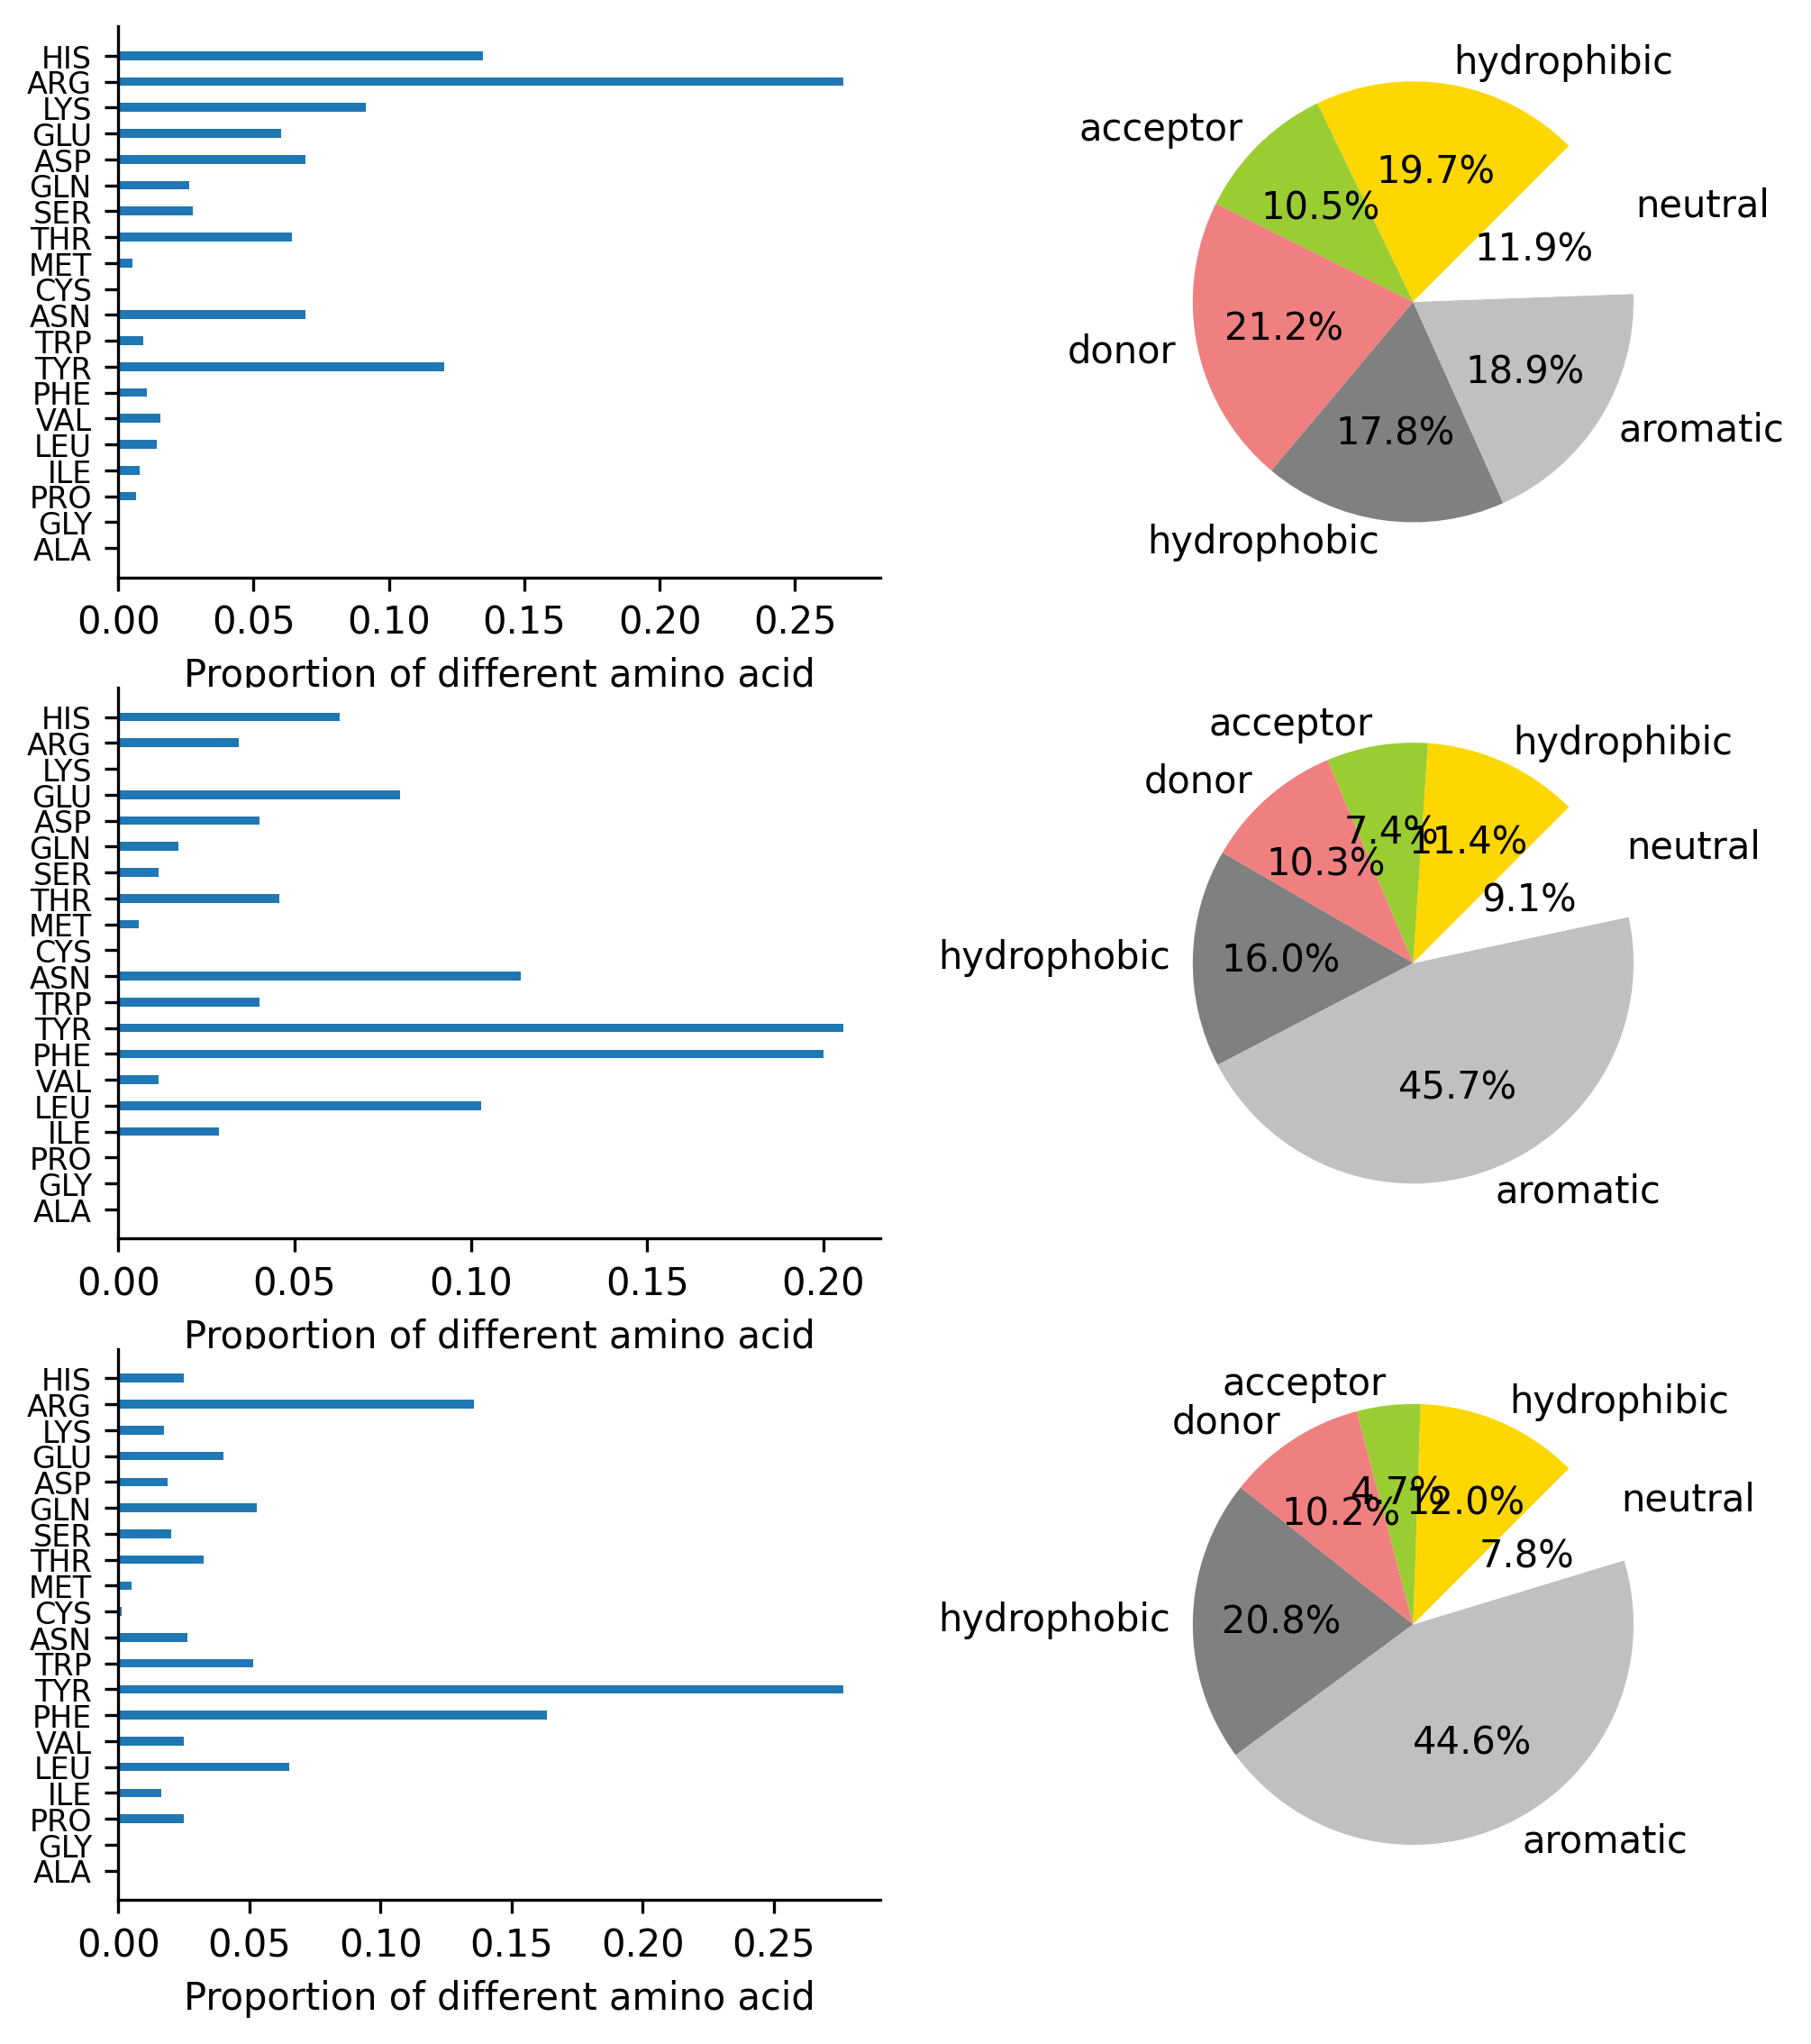 HIS
ARG
LYS
GLU
ASP
GLN
SER
THR
MET
CYS
ASN
TRP
TYR
PHE
VAL
LEU
ILE
PRO
GLY
ALA
0.00 0.05 0.10 0.15 0.20 0.25
Proportion of different amino acid
hydrophibic
acceptor
19.7%
10.5%
neutral
11.9%
donor
21.2%
18.9%
17.8%
aromatic
hydrophobic
HIS
ARG
LYS
GLU
ASP
GLN
SER
THR
MET
CYS
ASN
TRP
TYR
PHE
VAL
LEU
ILE
PRO
GLY
ALA
0.00 0.05 0.10 0.15 0.20
Proportion of different amino acid
acceptor
hydrophibic
donor
7.4%
11.4%
10.3%
neutral
9.1%
hydrophobic
16.0%
45.7%
aromatic
HIS
ARG
LYS
GLU
ASP
GLN
SER
THR
MET
CYS
ASN
TRP
TYR
PHE
VAL
LEU
ILE
PRO
GLY
ALA
0.00 0.05 0.10 0.15 0.20 0.25
Proportion of different amino acid
acceptor
hydrophibic
donor
4.7%
12.0%
10.2%
neutral
7.8%
hydrophobic
20.8%
44.6%
aromatic